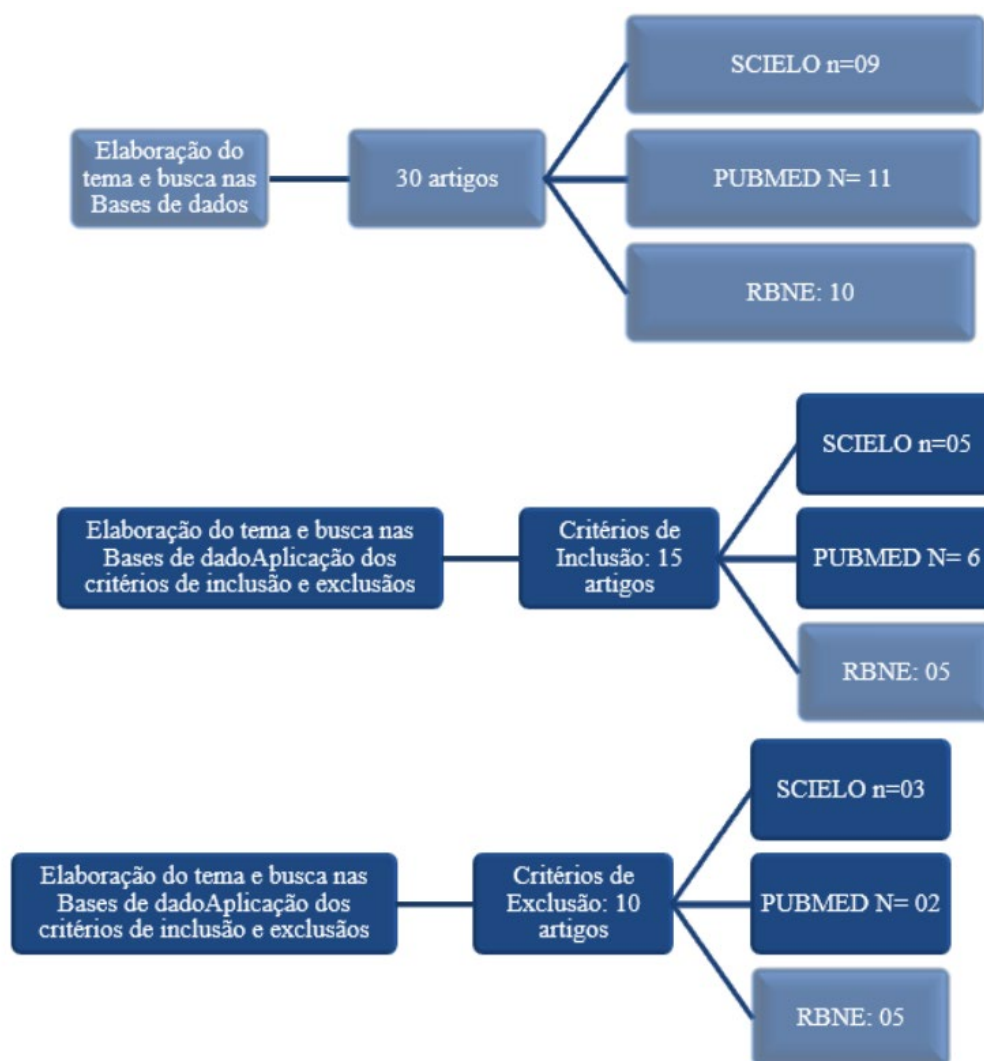 SCIELO n=09
Elaboração do
tema e busca nas
Bases de dados
30 artigos
PUBMED N= 11
RBNE: 10
SCIELO n=05
Elaboração do tema e busca nas
Bases de dadoAplicação dos
critérios de inclusão e exclusãos
Critérios de
Inclusão: 15
artigos
PUBMED N= 6
RBNE: 05
SCIELO n=03
Elaboração do tema e busca nas
Bases de dadoAplicação dos
critérios de inclusão e exclusãos
Critérios de
Exclusão: 10
artigos
PUBMED N= 02
RBNE: 05